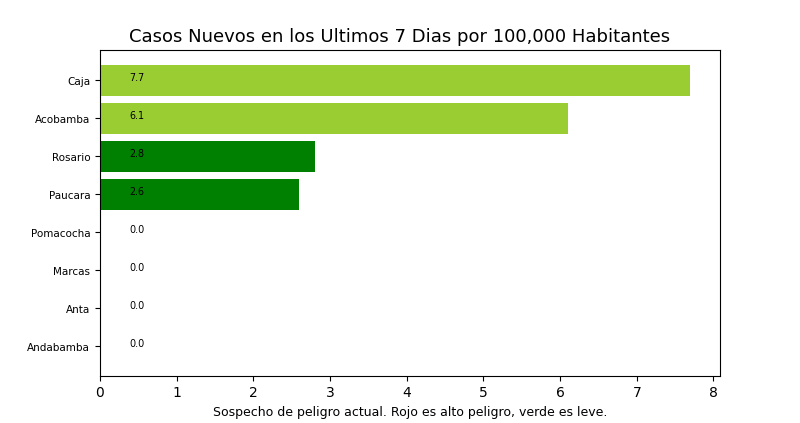 Casos Nuevos en los Ultimos 7 Dias por 100,000 Habitantes
Caja 7.7
Acobamba 6.1
Rosario 2.8
Paucara 2.6
Pomacocha 0.0
Marcas 0.0
Anta 0.0
Andabamba 0.0
0 1 2 3 4 5 6 7 8
Sospecho de peligro actual. Rojo es alto peligro, verde es leve.